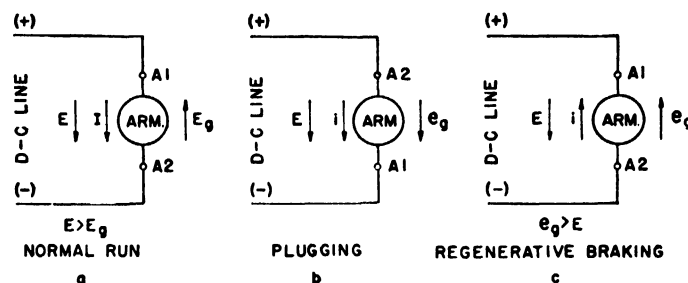 (+)
D-C LINE
A1
E
I
ARM.
Eg
A2
(-)
E>Eg
NORMAL RUN
a
(+)
D-C LINE
A2
E
i
ARM
eg
A1
(-)
PLUGGING
b
(+)
D-C LINE
A1
E
i
ARM.
eg
A2
(-)
eg>E
REGENERATIVE BRAKING
c